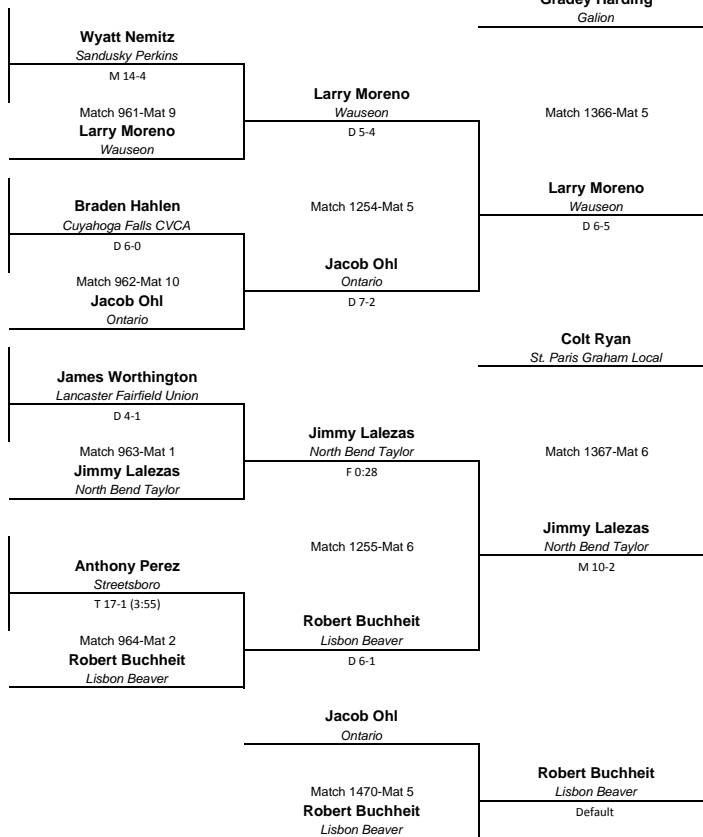 Gradey Harding
Galion
Wyatt Nemitz
Sandusky Perkins
M 14-4
Match 961-Mat 9
Larry Moreno
Wauseon
Larry Moreno
Wauseon
D 5-4
Match 1366-Mat 5
Braden Hahlen
Cuyahoga Falls CVCA
D 6-0
Match 962-Mat 10
Jacob Ohl
Ontario
Match 1254-Mat 5
Jacob Ohl
Ontario
D 7-2
Larry Moreno
Wauseon
D 6-5
Colt Ryan
St. Paris Graham Local
James Worthington
Lancaster Fairfield Union
D 4-1
Match 963-Mat 1
Jimmy Lalezas
North Bend Taylor
Jimmy Lalezas
North Bend Taylor
F 0:28
Match 1367-Mat 6
Match 1255-Mat 6
Jimmy Lalezas
North Bend Taylor
M 10-2
Anthony Perez
Streetsboro
T 17-1 (3:55)
Match 964-Mat 2
Robert Buchheit
Lisbon Beaver
Robert Buchheit
Lisbon Beaver
D 6-1
Jacob Ohl
Ontario
Match 1470-Mat 5
Robert Buchheit
Lisbon Beaver
Robert Buchheit
Lisbon Beaver
Default